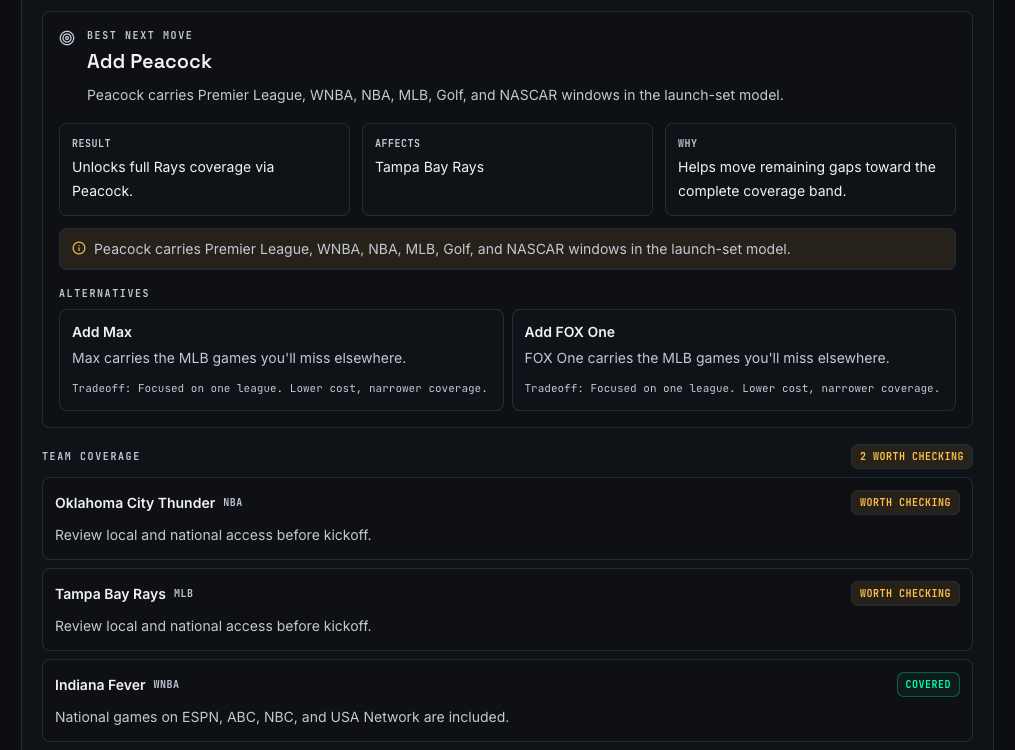 BEST NEXT MOVE
Add Peacock
Peacock carries Premier League, WNBA, NBA, MLB, Golf, and NASCAR windows in the launch-set model.
RESULT
Unlocks full Rays coverage via
Peacock.
AFFECTS
Tampa Bay Rays
WHY
Helps move remaining gaps toward the
complete coverage band.
Peacock carries Premier League, WNBA, NBA, MLB, Golf, and NASCAR windows in the launch-set model.
ALTERNATIVES
Add Max
Max carries the MLB games you'll miss elsewhere.
Tradeoff: Focused on one league. Lower cost, narrower coverage.
Add FOX One
FOX One carries the MLB games you'll miss elsewhere.
Tradeoff: Focused on one league. Lower cost, narrower coverage.
TEAM COVERAGE
2 WORTH CHECKING
Oklahoma City Thunder NBA
WORTH CHECKING
Review local and national access before kickoff.
Tampa Bay Rays MLB
WORTH CHECKING
Review local and national access before kickoff.
Indiana Fever WNBA
COVERED
National games on ESPN, ABC, NBC, and USA Network are included.